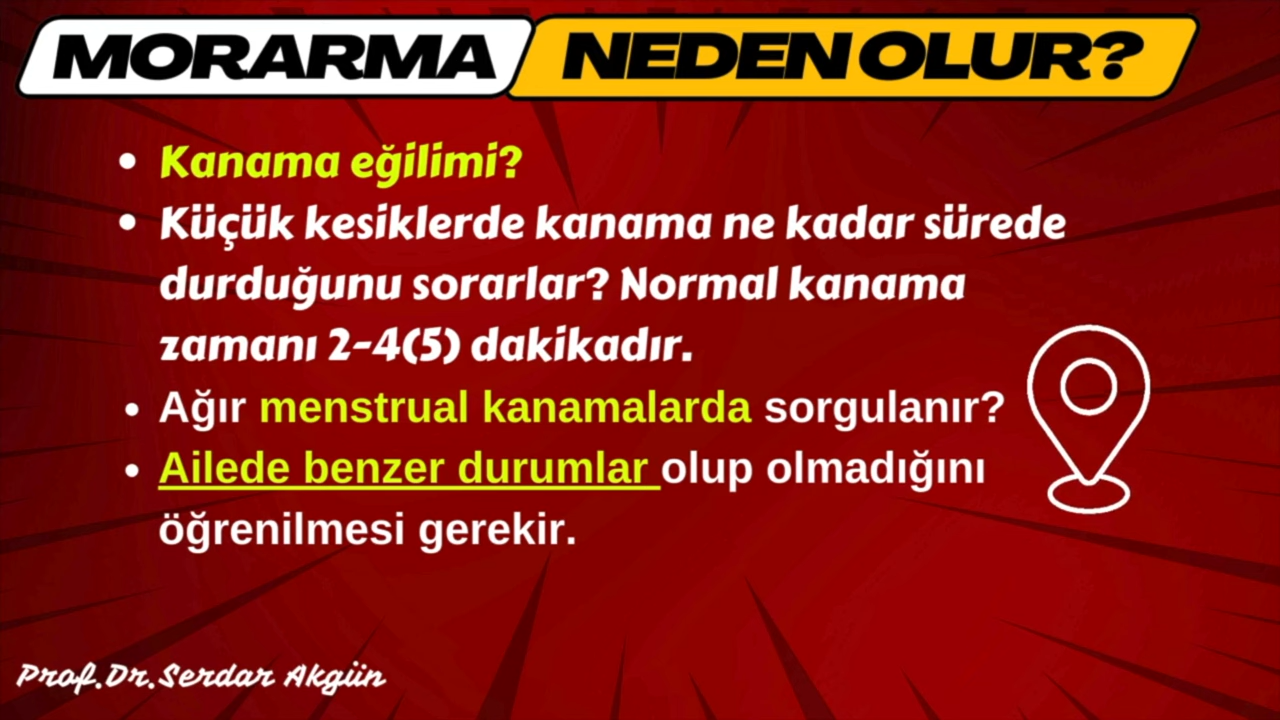 MORARMA NEDEN OLUR?
• Kanama eğilimi?
• Küçük kesiklerde kanama ne kadar sürede
durduğunu sorarlar? Normal kanama
zamanı 2-4(5) dakikadır.
• Ağır menstrual kanamalarda sorgulanır?
• Ailede benzer durumlar olup olmadığını
öğrenilmesi gerekir.
Prof.Dr.Serdar Akgün